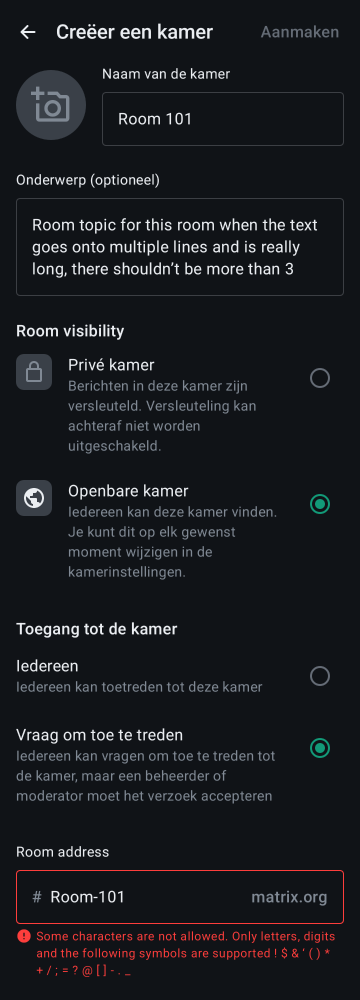 Creëer een kamer
Aanmaken
Naam van de kamer
Room 101
Onderwerp (optioneel)
Room topic for this room when the text
goes onto multiple lines and is really
long, there shouldn’t be more than 3
Room visibility
Privé kamer
Berichten in deze kamer zijn
versleuteld. Versleuteling kan
achteraf niet worden
uitgeschakeld.
Openbare kamer
Iedereen kan deze kamer vinden.
Je kunt dit op elk gewenst
moment wijzigen in de
kamerinstellingen.
Toegang tot de kamer
Iedereen
Iedereen kan toetreden tot deze kamer
Vraag om toe te treden
Iedereen kan vragen om toe te treden tot
de kamer, maar een beheerder of
moderator moet het verzoek accepteren
Room address
# Room-101 matrix.org
Some characters are not allowed. Only letters, digits
and the following symbols are supported ! $ & ‘ ( ) *
+ / ; = ? @ [ ] - . _